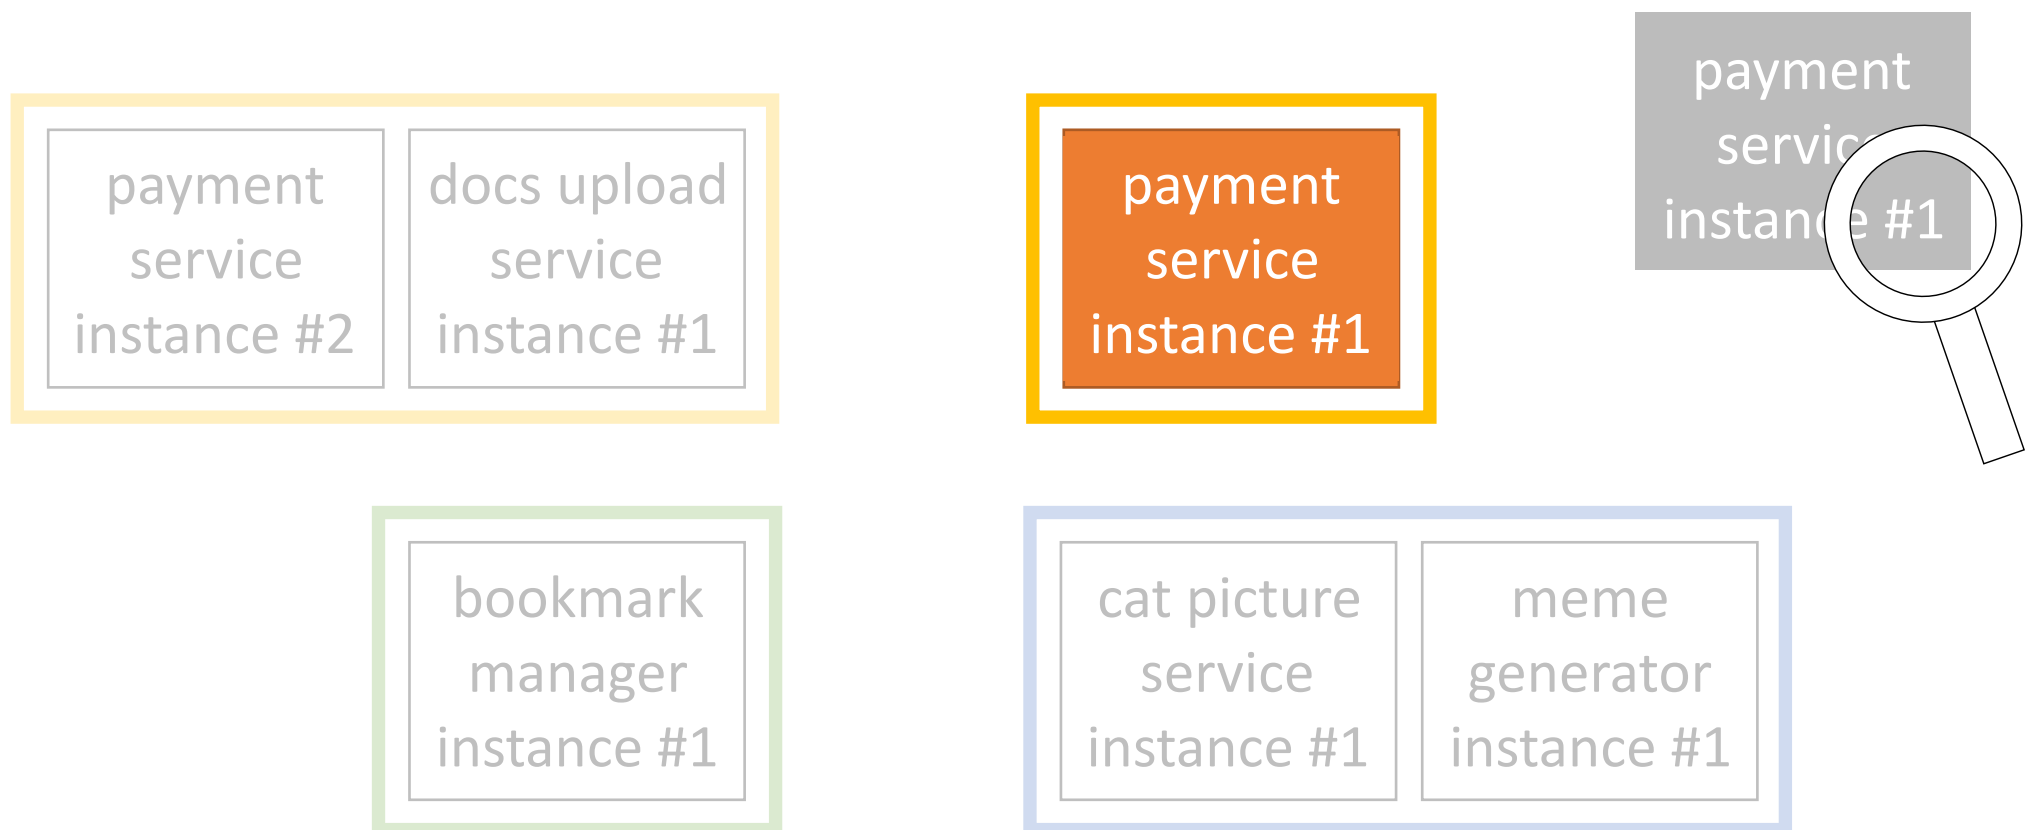 payment
service
instance #2
docs upload
service
instance #1
payment
service
instance #1
payment
service
instance #1
bookmark
manager
instance #1
cat picture
service
instance #1
meme
generator
instance #1